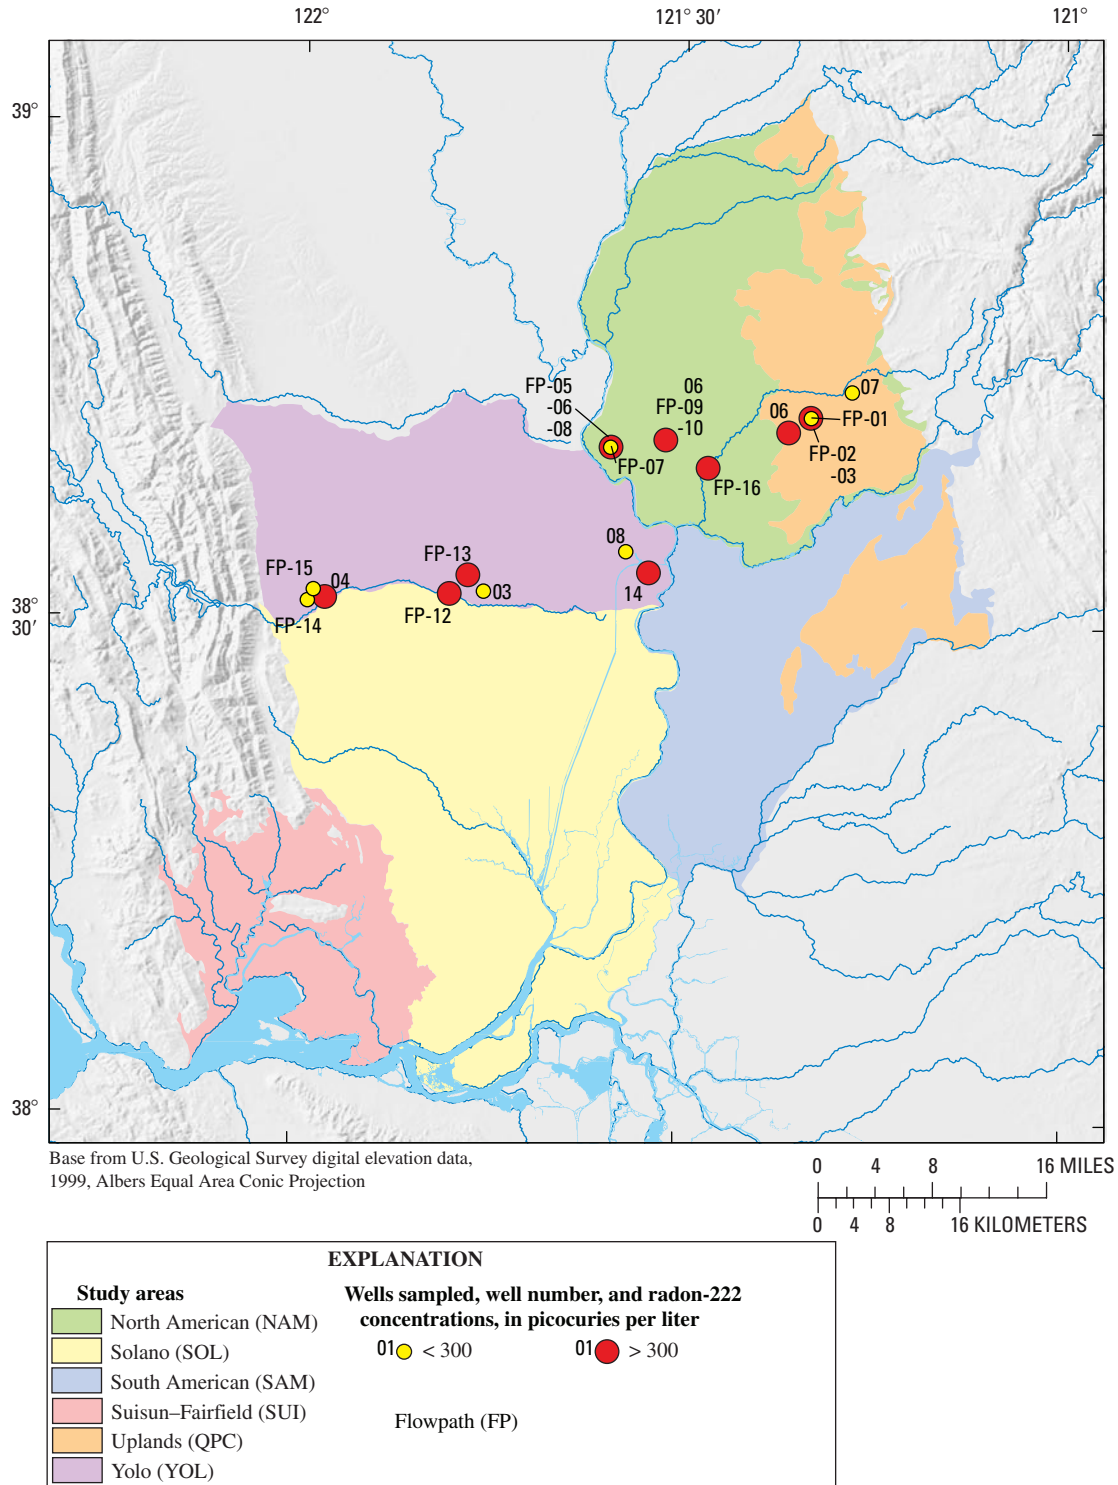 122°
121° 30′
121°
39°
FP-05
-06
-08
06
FP-09
-10
07
06
FP-01
FP-02
-03
FP-07
FP-16
08
FP-13
FP-15
04
03
14
FP-12
FP-14
38°
30′
38°
Base from U.S. Geological Survey digital elevation data,
1999, Albers Equal Area Conic Projection
0 4 8 16 MILES
0 4 8 16 KILOMETERS
EXPLANATION
Study areas
North American (NAM)
Solano (SOL)
South American (SAM)
Suisun–Fairfield (SUI)
Uplands (QPC)
Yolo (YOL)
Wells sampled, well number, and radon-222
concentrations, in picocuries per liter
01 < 300 01 > 300
Flowpath (FP)